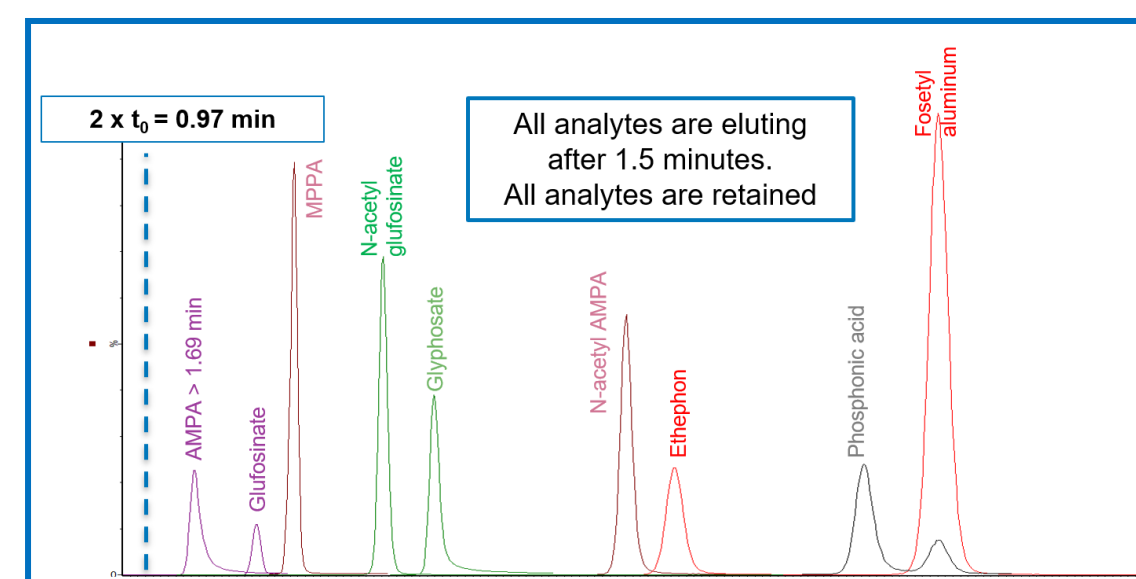 2 x t0 = 0.97 min
All analytes are eluting
after 1.5 minutes.
All analytes are retained
AMPA > 1.69 min
Glufosinate
MPPA
N-acetyl
glufosinate
Glyphosate
N-acetyl AMPA
Ethephon
Phosphonic acid
Fosetyl
aluminum
%
0